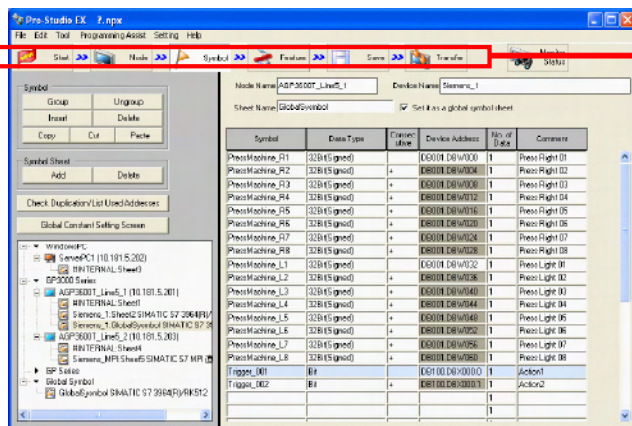 Pro-Studio EX ?.npx
File Edit Tool Programming Assist Setting Help
Start Node Symbol Feature Save Transfer Monitor Status
Symbol
Group Ungroup
Insert Delete
Copy Cut Paste
Symbol Sheet
Add Delete
Check Duplication/List Used Addresses
Global Constant Setting Screen
WindowsPC
ServerPC1 (10.181.5.202)
#INTERNAL:Sheet3
GP3000 Series
AGP3600T_Line5_1 (10.181.5.201)
#INTERNAL:Sheet1
Siemens_1:Sheet2 SIMATIC S7 3964(R)/
Siemens_1:GlobalSymbol SIMATIC S7 39
AGP3600T_Line5_2 (10.181.5.203)
#INTERNAL:Sheet4
Siemens_MPI:Sheet5 SIMATIC S7 MPI
GP Series
Global Symbol
GlobalSymbol SIMATIC S7 3964(R)/RK512
Node Name AGP3600T_Line5_1 Device Name Siemens_1
Sheet Name GlobalSymbol Set it as a global symbol sheet.
Symbol Data Type Consecutive Device Address No. of Data Comment
PressMachine_R1 32Bit(Signed) DB001.DBW000 1 Press Right 01
PressMachine_R2 32Bit(Signed) + DB001.DBW004 1 Press Right 02
PressMachine_R3 32Bit(Signed) + DB001.DBW008 1 Press Right 03
PressMachine_R4 32Bit(Signed) + DB001.DBW012 1 Press Right 04
PressMachine_R5 32Bit(Signed) + DB001.DBW016 1 Press Right 05
PressMachine_R6 32Bit(Signed) + DB001.DBW020 1 Press Right 06
PressMachine_R7 32Bit(Signed) + DB001.DBW024 1 Press Right 07
PressMachine_R8 32Bit(Signed) + DB001.DBW028 1 Press Right 08
PressMachine_L1 32Bit(Signed) DB001.DBW032 1 Press Light 01
PressMachine_L2 32Bit(Signed) + DB001.DBW036 1 Press Light 02
PressMachine_L3 32Bit(Signed) + DB001.DBW040 1 Press Light 03
PressMachine_L4 32Bit(Signed) + DB001.DBW044 1 Press Light 04
PressMachine_L5 32Bit(Signed) + DB001.DBW048 1 Press Light 05
PressMachine_L6 32Bit(Signed) + DB001.DBW052 1 Press Light 06
PressMachine_L7 32Bit(Signed) + DB001.DBW056 1 Press Light 07
PressMachine_L8 32Bit(Signed) + DB001.DBW060 1 Press Light 08
Trigger_001 Bit DB100.DBX000:0 1 Action1
Trigger_002 Bit + DB100.DBX000:1 1 Action2
1
1
1